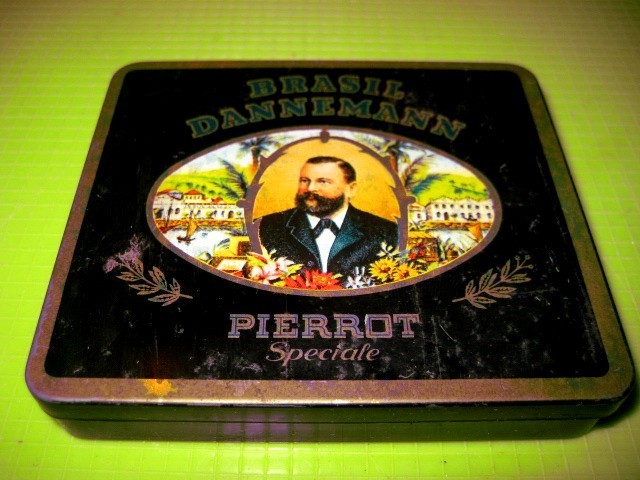 BRASIL
DANNEMANN
PIERROT
Speciale